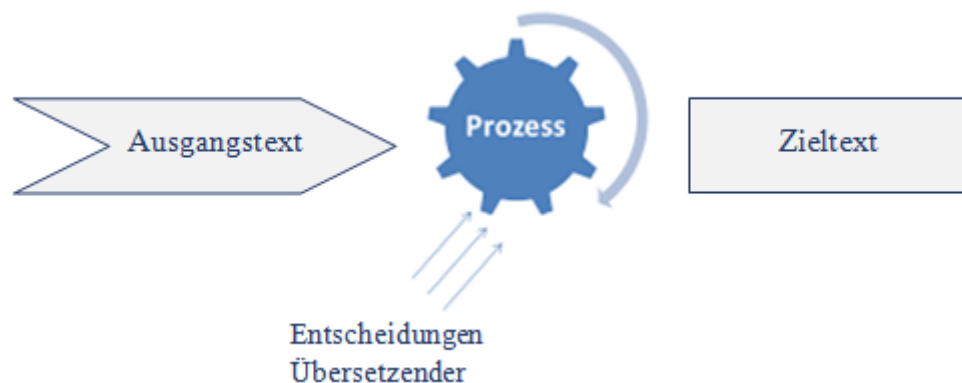 Ausgangstext
Prozess
Zieltext
Entscheidungen
Übersetzender